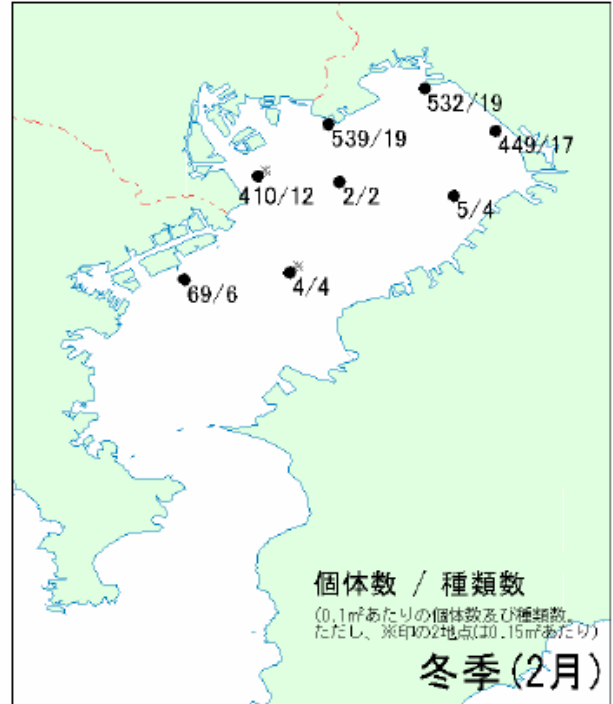 532/19
539/19
449/17
※
410/12
2/2
5/4
※
69/6
4/4
個体数 / 種類数
(0.1㎡あたりの個体数及び種類数。
ただし、※印の2地点は0.15㎡あたり)
冬季(2月)